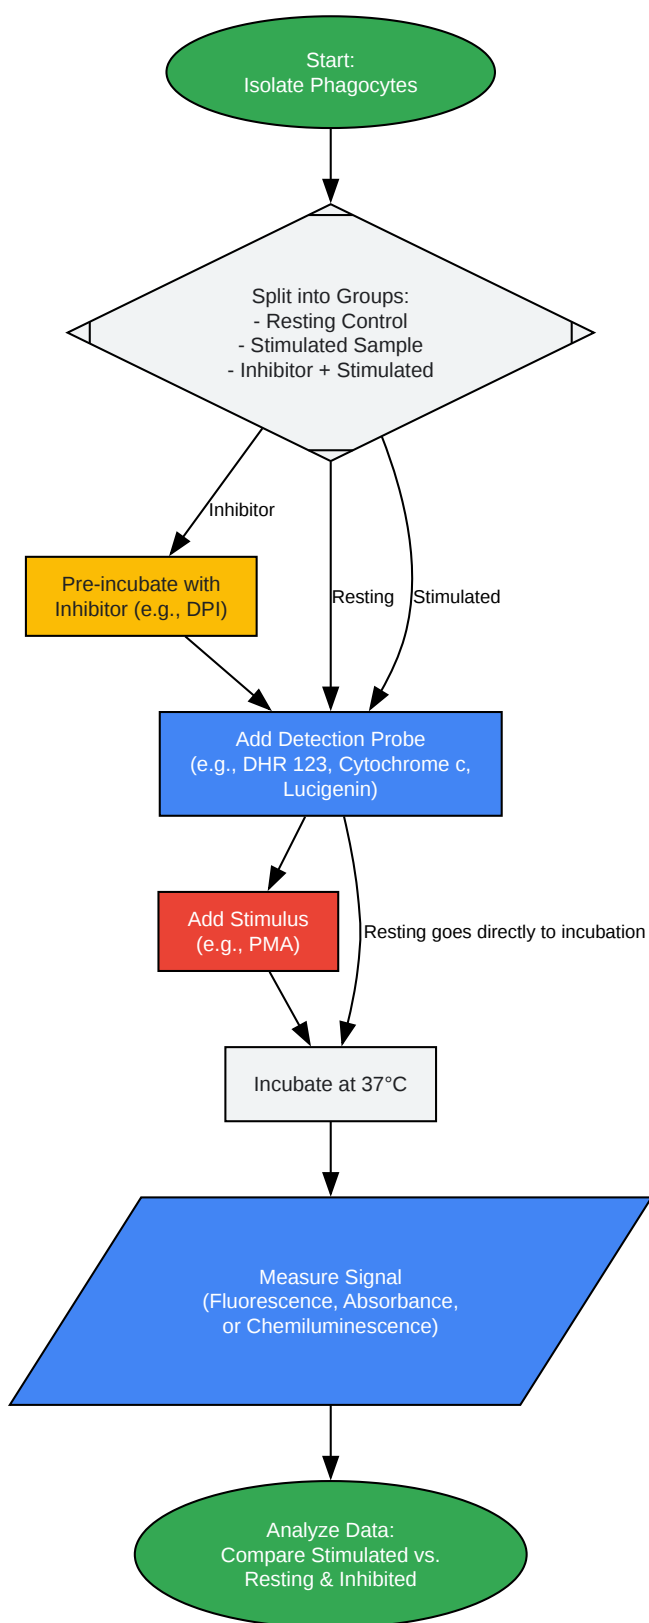 Start:
Isolate Phagocytes
Split into Groups:
- Resting Control
- Stimulated Sample
- Inhibitor + Stimulated
Inhibitor
Pre-incubate with
Inhibitor (e.g., DPI)
Resting
Stimulated
Add Detection Probe
(e.g., DHR 123, Cytochrome c,
Lucigenin)
Add Stimulus
(e.g., PMA)
Resting goes directly to incubation
Incubate at 37°C
Measure Signal
(Fluorescence, Absorbance,
or Chemiluminescence)
Analyze Data:
Compare Stimulated vs.
Resting & Inhibited